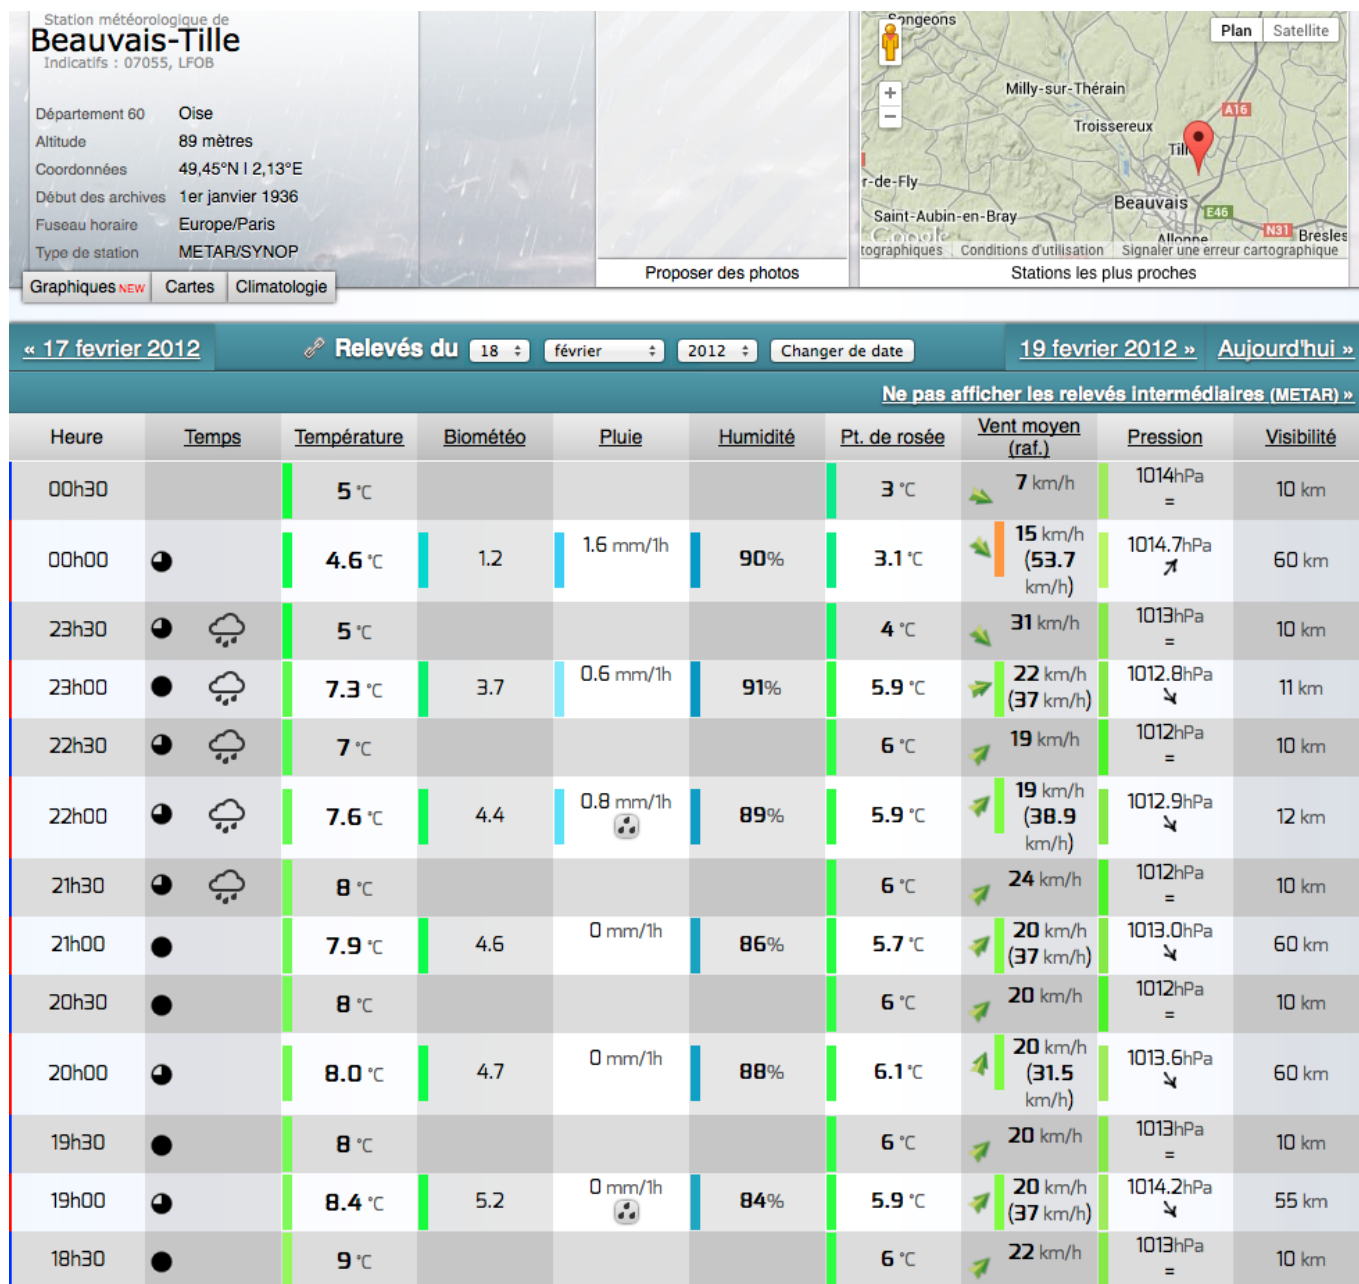 Station météorologique de
Beauvais-Tille
Indicatifs : 07055, LFOB
Département 60 Oise
Altitude 89 mètres
Coordonnées 49,45°N | 2,13°E
Début des archives 1er janvier 1936
Fuseau horaire Europe/Paris
Type de station METAR/SYNOP
Graphiques NEW Cartes Climatologie
Proposer des photos
Songeons
Plan Satellite
Milly-sur-Thérain
A16
Troissereux
Till
r-de-Fly
Beauvais
E46
Saint-Aubin-en-Bray
N31
Bresles
Google
Allonne
tographiques Conditions d'utilisation Signaler une erreur cartographique
Stations les plus proches
« 17 fevrier 2012 Relevés du 18 février 2012 Changer de date 19 fevrier 2012 » Aujourd'hui »
Ne pas afficher les relevés intermédiaires (METAR) »
Heure Temps Température Biométéo Pluie Humidité Pt. de rosée Vent moyen (raf.) Pression Visibilité
00h30 5 °C 3 °C 7 km/h 1014hPa = 10 km
00h00 4.6 °C 1.2 1.6 mm/1h 90% 3.1 °C 15 km/h (53.7 km/h) 1014.7hPa 60 km
23h30 5 °C 4 °C 31 km/h 1013hPa = 10 km
23h00 7.3 °C 3.7 0.6 mm/1h 91% 5.9 °C 22 km/h (37 km/h) 1012.8hPa 11 km
22h30 7 °C 6 °C 19 km/h 1012hPa = 10 km
22h00 7.6 °C 4.4 0.8 mm/1h 89% 5.9 °C 19 km/h (38.9 km/h) 1012.9hPa 12 km
21h30 8 °C 6 °C 24 km/h 1012hPa = 10 km
21h00 7.9 °C 4.6 0 mm/1h 86% 5.7 °C 20 km/h (37 km/h) 1013.0hPa 60 km
20h30 8 °C 6 °C 20 km/h 1012hPa = 10 km
20h00 8.0 °C 4.7 0 mm/1h 88% 6.1 °C 20 km/h (31.5 km/h) 1013.6hPa 60 km
19h30 8 °C 6 °C 20 km/h 1013hPa = 10 km
19h00 8.4 °C 5.2 0 mm/1h 84% 5.9 °C 20 km/h (37 km/h) 1014.2hPa 55 km
18h30 9 °C 6 °C 22 km/h 1013hPa = 10 km